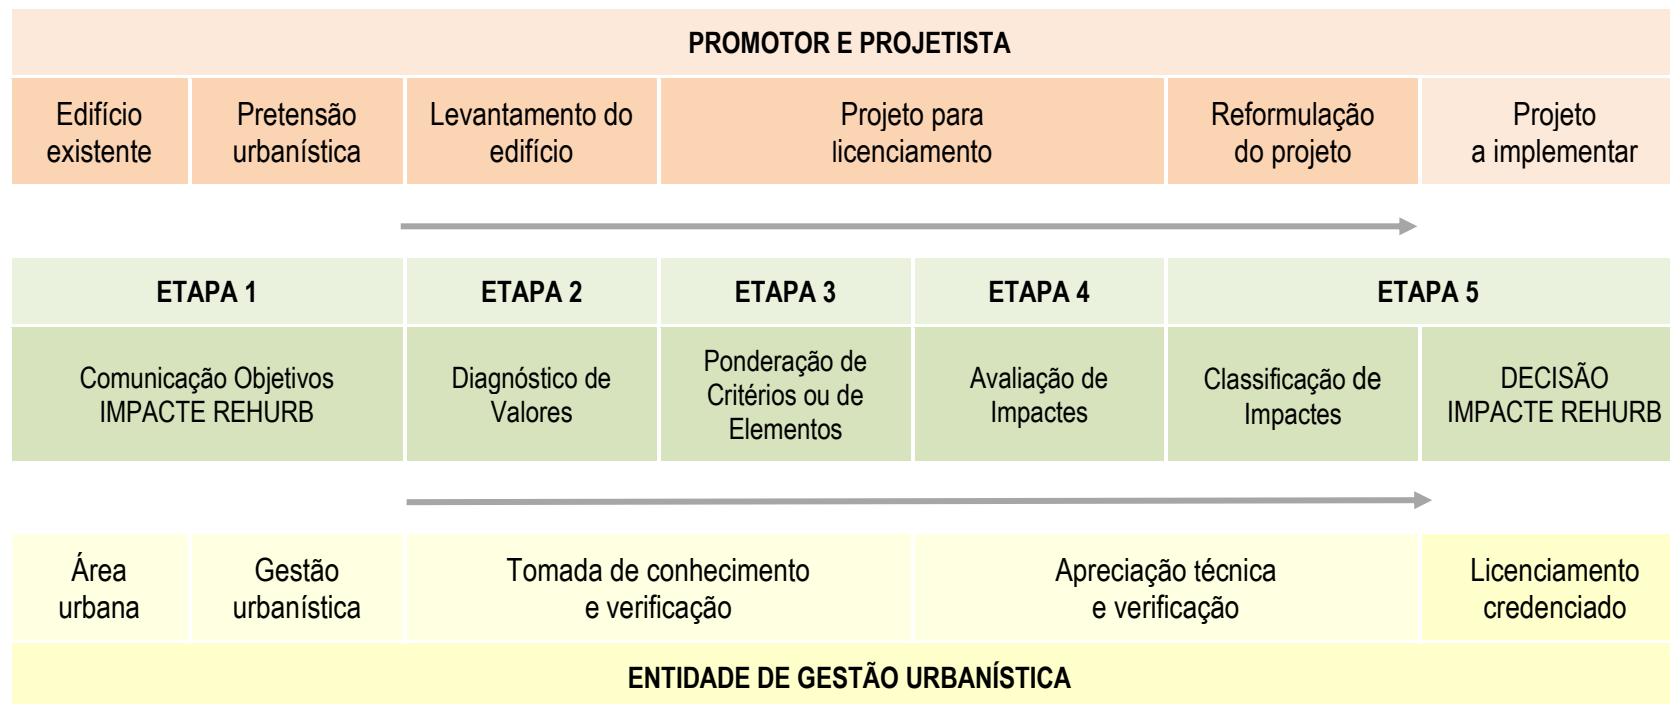 PROMOTOR E PROJETISTA
Edifício
existente
Pretensão
urbanística
Levantamento do
edifício
Projeto para
licenciamento
Reformulação
do projeto
Projeto
a implementar
ETAPA 1
ETAPA 2
ETAPA 3
ETAPA 4
ETAPA 5
Comunicação Objetivos
IMPACTE REHURB
Diagnóstico de
Valores
Ponderação de
Critérios ou de
Elementos
Avaliação de
Impactes
Classificação de
Impactes
DECISÃO
IMPACTE REHURB
Área
urbana
Gestão
urbanística
Tomada de conhecimento
e verificação
Apreciação técnica
e verificação
Licenciamento
credenciado
ENTIDADE DE GESTÃO URBANÍSTICA